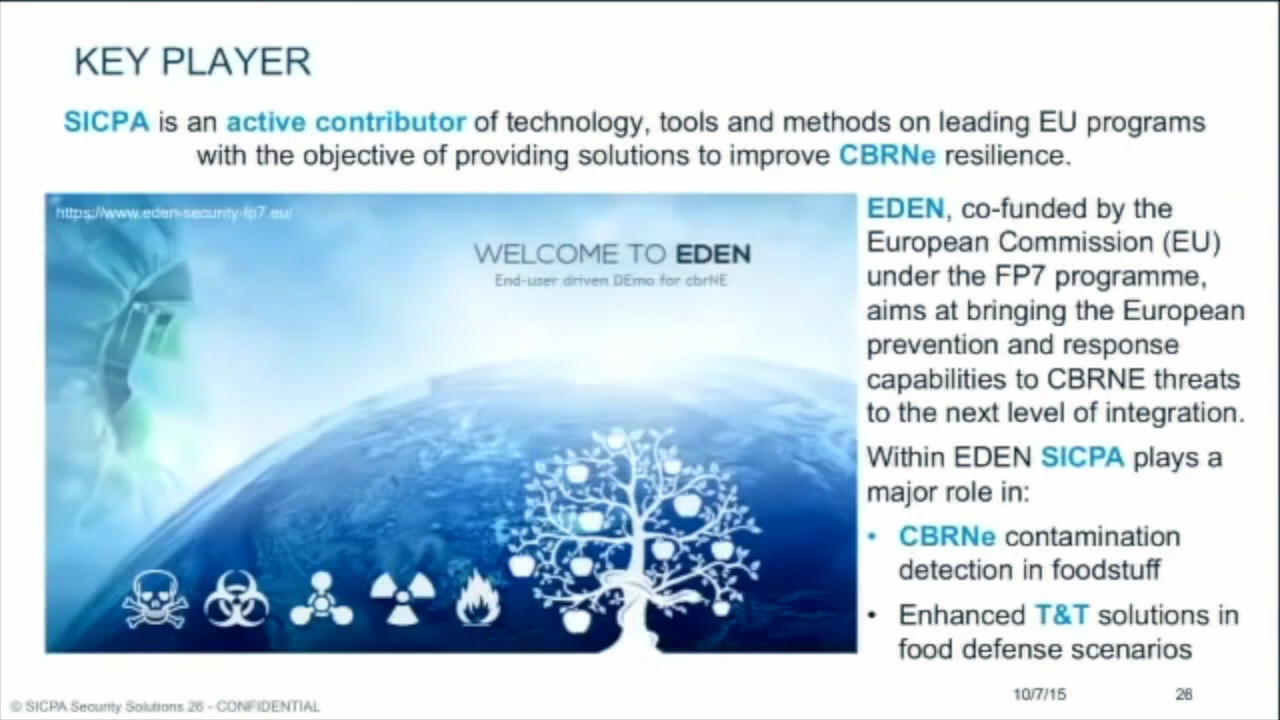 KEY PLAYER
SICPA is an active contributor of technology, tools and methods on leading EU programs
with the objective of providing solutions to improve CBRNe resilience.
https://www.eden-security-fp7.eu/
WELCOME TO EDEN
End-user driven DEmo for cbrNE
EDEN, co-funded by the
European Commission (EU)
under the FP7 programme,
aims at bringing the European
prevention and response
capabilities to CBRNE threats
to the next level of integration.
Within EDEN SICPA plays a
major role in:
• CBRNe contamination
detection in foodstuff
• Enhanced T&T solutions in
food defense scenarios
© SICPA Security Solutions 26 - CONFIDENTIAL
10/7/15
26